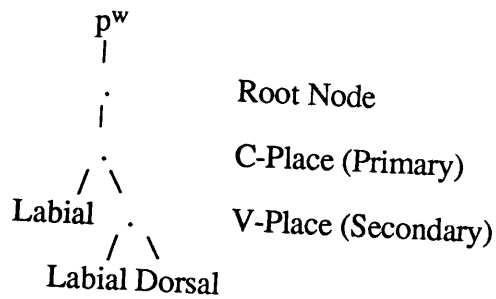 pʷ
Root Node
C-Place (Primary)
Labial V-Place (Secondary)
Labial Dorsal